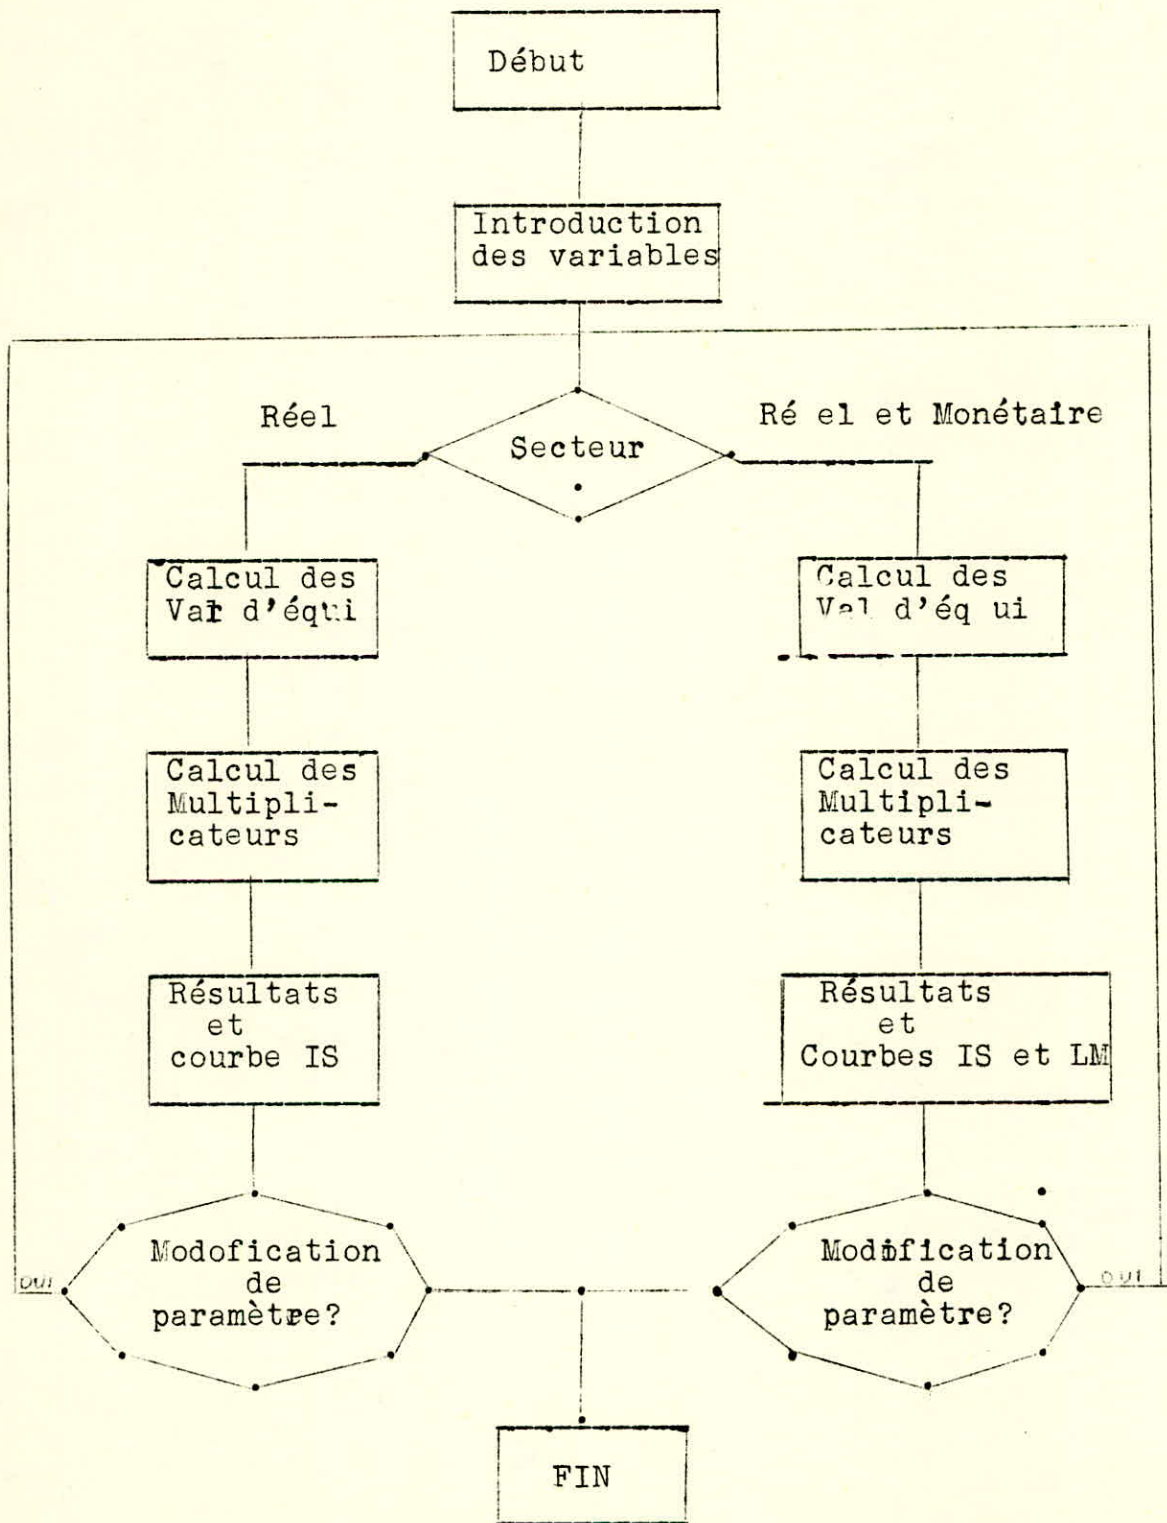 Début
Introduction
des variables
Réel
Secteur
Ré el et Monétaire
Calcul des
Val d'équi
Calcul des
Val d'éq ui
Calcul des
Multipli-
cateurs
Calcul des
Multipli-
cateurs
Résultats
et
courbe IS
Résultats
et
Courbes IS et LM
OUI
Modofication
de
paramètre?
Modification
de
paramètre?
OUI
FIN